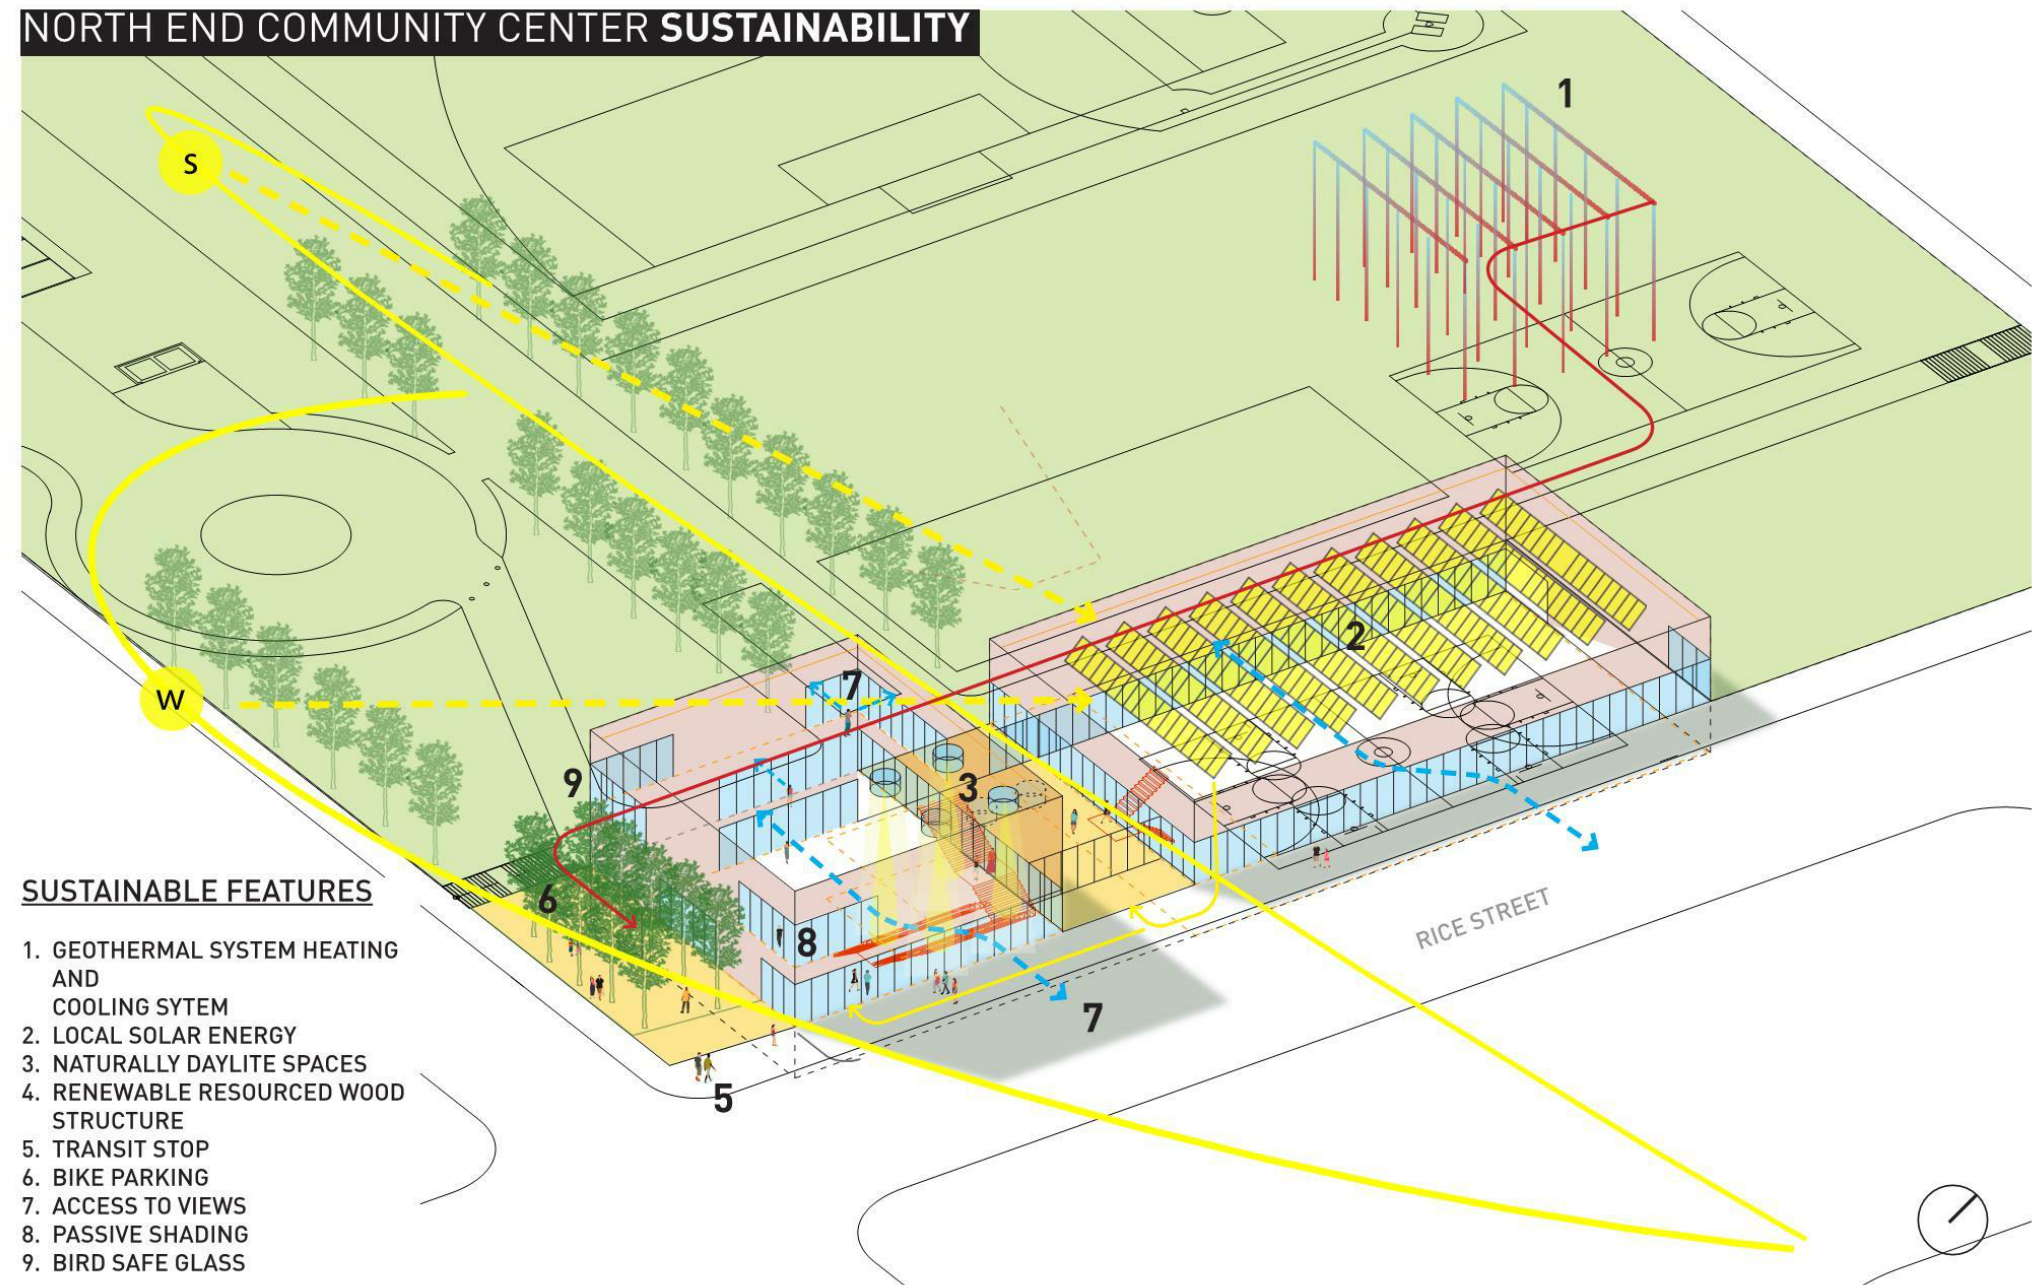 NORTH END COMMUNITY CENTER SUSTAINABILITY
1
S
2
7
W
9
3
6
8
RICE STREET
7
5
SUSTAINABLE FEATURES
1. GEOTHERMAL SYSTEM HEATING
AND
COOLING SYTEM
2. LOCAL SOLAR ENERGY
3. NATURALLY DAYLITE SPACES
4. RENEWABLE RESOURCED WOOD
STRUCTURE
5. TRANSIT STOP
6. BIKE PARKING
7. ACCESS TO VIEWS
8. PASSIVE SHADING
9. BIRD SAFE GLASS